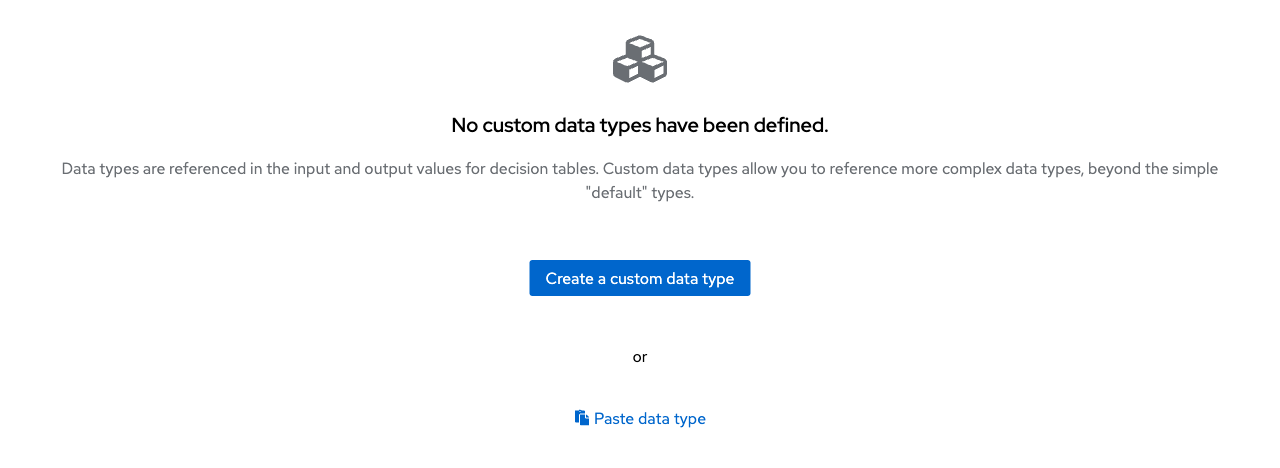 No custom data types have been defined.
Data types are referenced in the input and output values for decision tables. Custom data types allow you to reference more complex data types, beyond the simple
"default" types.
Create a custom data type
or
Paste data type